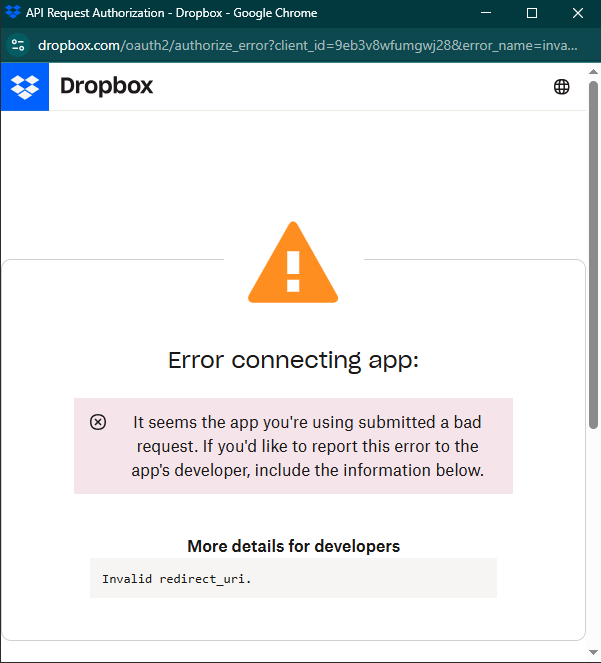 API Request Authorization - Dropbox - Google Chrome
dropbox.com/oauth2/authorize_error?client_id=9eb3v8wfumgwj28&error_name=inva...
Dropbox
Error connecting app:
It seems the app you're using submitted a bad
request. If you'd like to report this error to the
app's developer, include the information below.
More details for developers
Invalid redirect_uri.